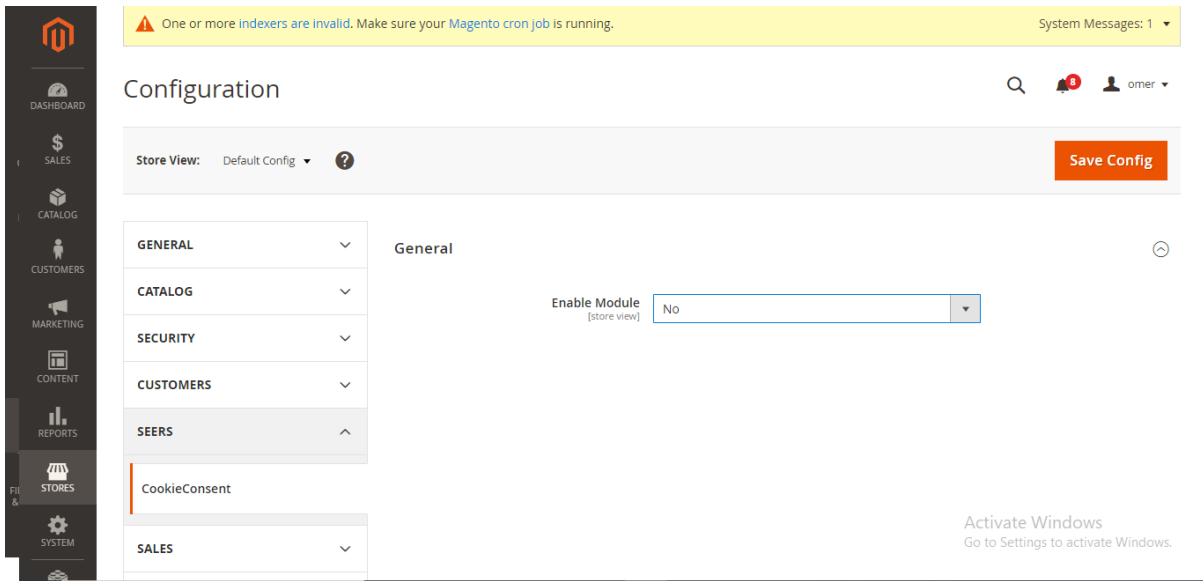 One or more indexers are invalid. Make sure your Magento cron job is running.
System Messages: 1
Configuration
8
omer
Store View:
Default Config
?
Save Config
DASHBOARD
$
SALES
CATALOG
CUSTOMERS
MARKETING
CONTENT
REPORTS
STORES
SYSTEM
FII
&
GENERAL
CATALOG
SECURITY
CUSTOMERS
SEERS
CookieConsent
SALES
General
Enable Module
[store view]
No
Activate Windows
Go to Settings to activate Windows.